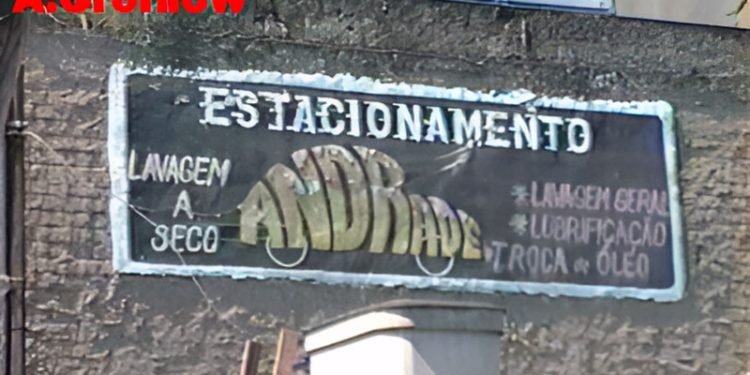 ESTACIONAMENTO
LAVAGEM
A
SECO
ANDRADE
*LAVAGEM GERAL
*LUBRIFICAÇÃO
TROCA DE ÓLEO